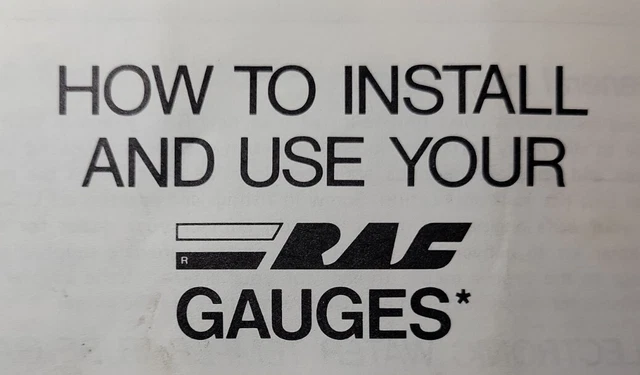 HOW TO INSTALL
AND USE YOUR
R RAC
GAUGES*